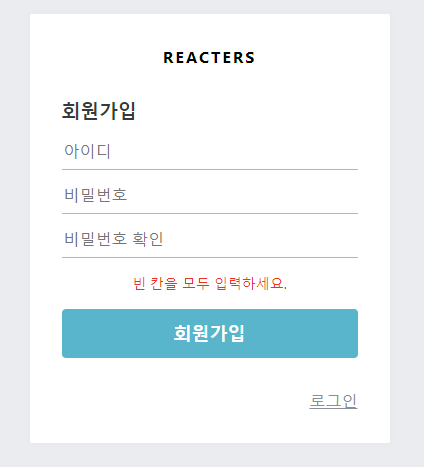 REACTERS
회원가입
아이디
비밀번호
비밀번호 확인
빈 칸을 모두 입력하세요.
회원가입
로그인